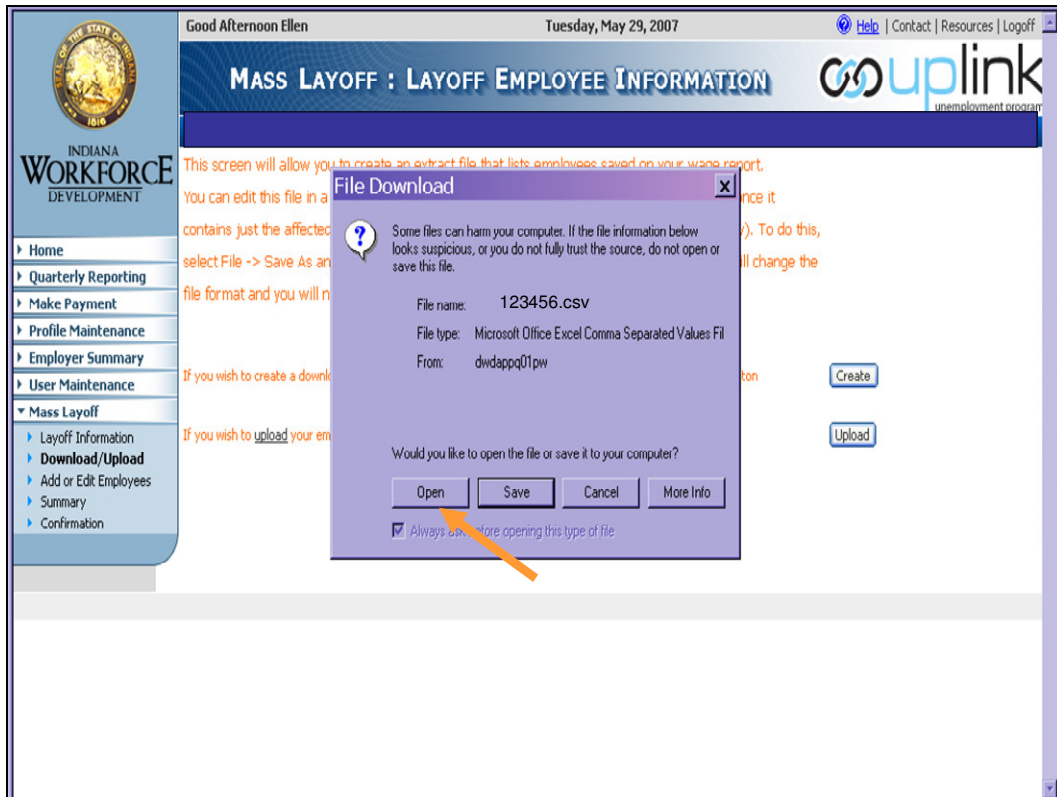 Good Afternoon Ellen Tuesday, May 29, 2007 Help | Contact | Resources | Logoff
MASS LAYOFF : LAYOFF EMPLOYEE INFORMATION
uplink
unemployment program
SEAL OF THE STATE OF INDIANA
1816
INDIANA
WORKFORCE
DEVELOPMENT
Home
Quarterly Reporting
Make Payment
Profile Maintenance
Employer Summary
User Maintenance
Mass Layoff
Layoff Information
Download/Upload
Add or Edit Employees
Summary
Confirmation
This screen will allow you to create an extract file that lists employees saved on your wage report.
You can edit this file in a nce it
contains just the affected v). To do this,
select File -> Save As an ill change the
file format and you will n
If you wish to create a downl ton Create
If you wish to upload your em Upload
File Download x
Some files can harm your computer. If the file information below
looks suspicious, or you do not fully trust the source, do not open or
save this file.
File name: 123456.csv
File type: Microsoft Office Excel Comma Separated Values Fil
From: dwdappq01pw
Would you like to open the file or save it to your computer?
Open Save Cancel More Info
Always ask before opening this type of file